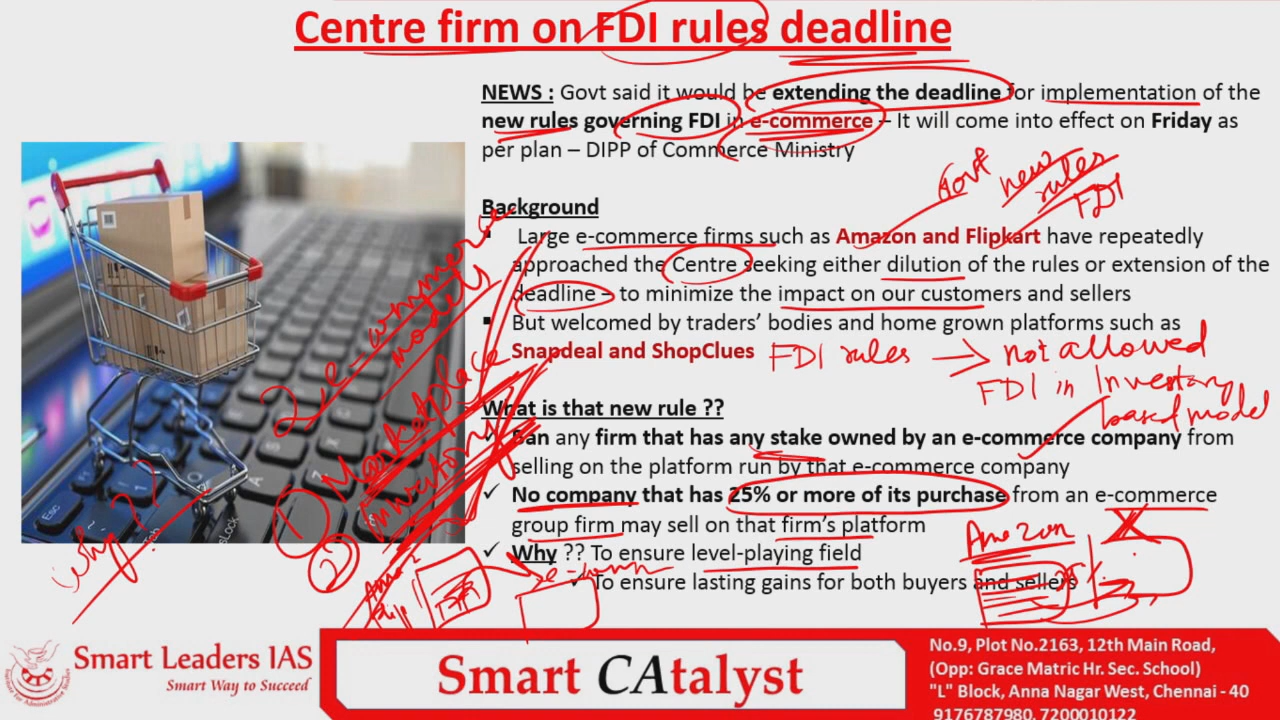 Centre firm on FDI rules deadline
NEWS : Govt said it would be extending the deadline for implementation of the
new rules governing FDI in e-commerce – It will come into effect on Friday as
per plan – DIPP of Commerce Ministry
Govt new rules FDI
Background
Large e-commerce firms such as Amazon and Flipkart have repeatedly
approached the Centre seeking either dilution of the rules or extension of the
deadline – to minimize the impact on our customers and sellers
But welcomed by traders’ bodies and home grown platforms such as
Snapdeal and ShopClues
FDI rules → not allowed
FDI in Inventory
based model
What is that new rule ??
✓ Ban any firm that has any stake owned by an e-commerce company from
selling on the platform run by that e-commerce company
✓ No company that has 25% or more of its purchase from an e-commerce
group firm may sell on that firm’s platform
✓ Why ?? To ensure level-playing field
✓ To ensure lasting gains for both buyers and sellers
2 e-commerce
models
① Marketplace
② Inventory
Why ??
Amazon
25%
Smart Leaders IAS
Smart Way to Succeed
Smart CAtalyst
No.9, Plot No.2163, 12th Main Road,
(Opp: Grace Matric Hr. Sec. School)
"L" Block, Anna Nagar West, Chennai - 40
9176787980, 7200010122